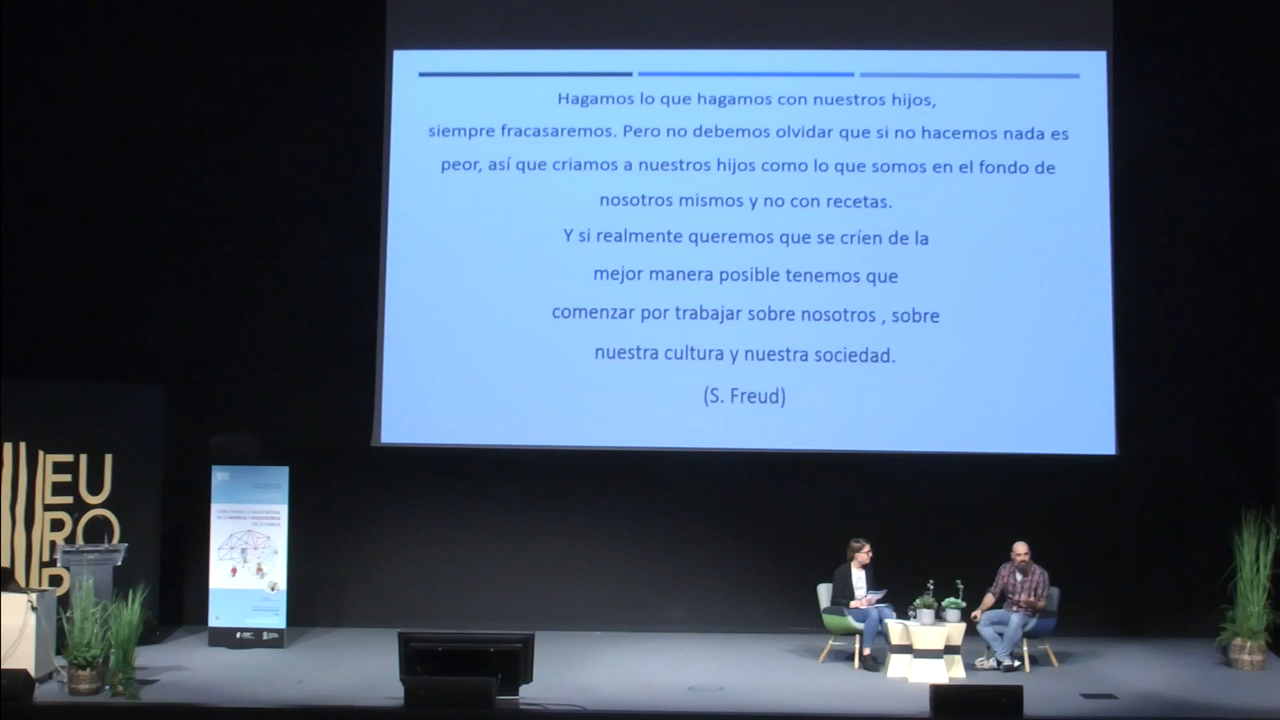 Hagamos lo que hagamos con nuestros hijos,
siempre fracasaremos. Pero no debemos olvidar que si no hacemos nada es
peor, así que criamos a nuestros hijos como lo que somos en el fondo de
nosotros mismos y no con recetas.
Y si realmente queremos que se críen de la
mejor manera posible tenemos que
comenzar por trabajar sobre nosotros , sobre
nuestra cultura y nuestra sociedad.
(S. Freud)
EU
RO
P